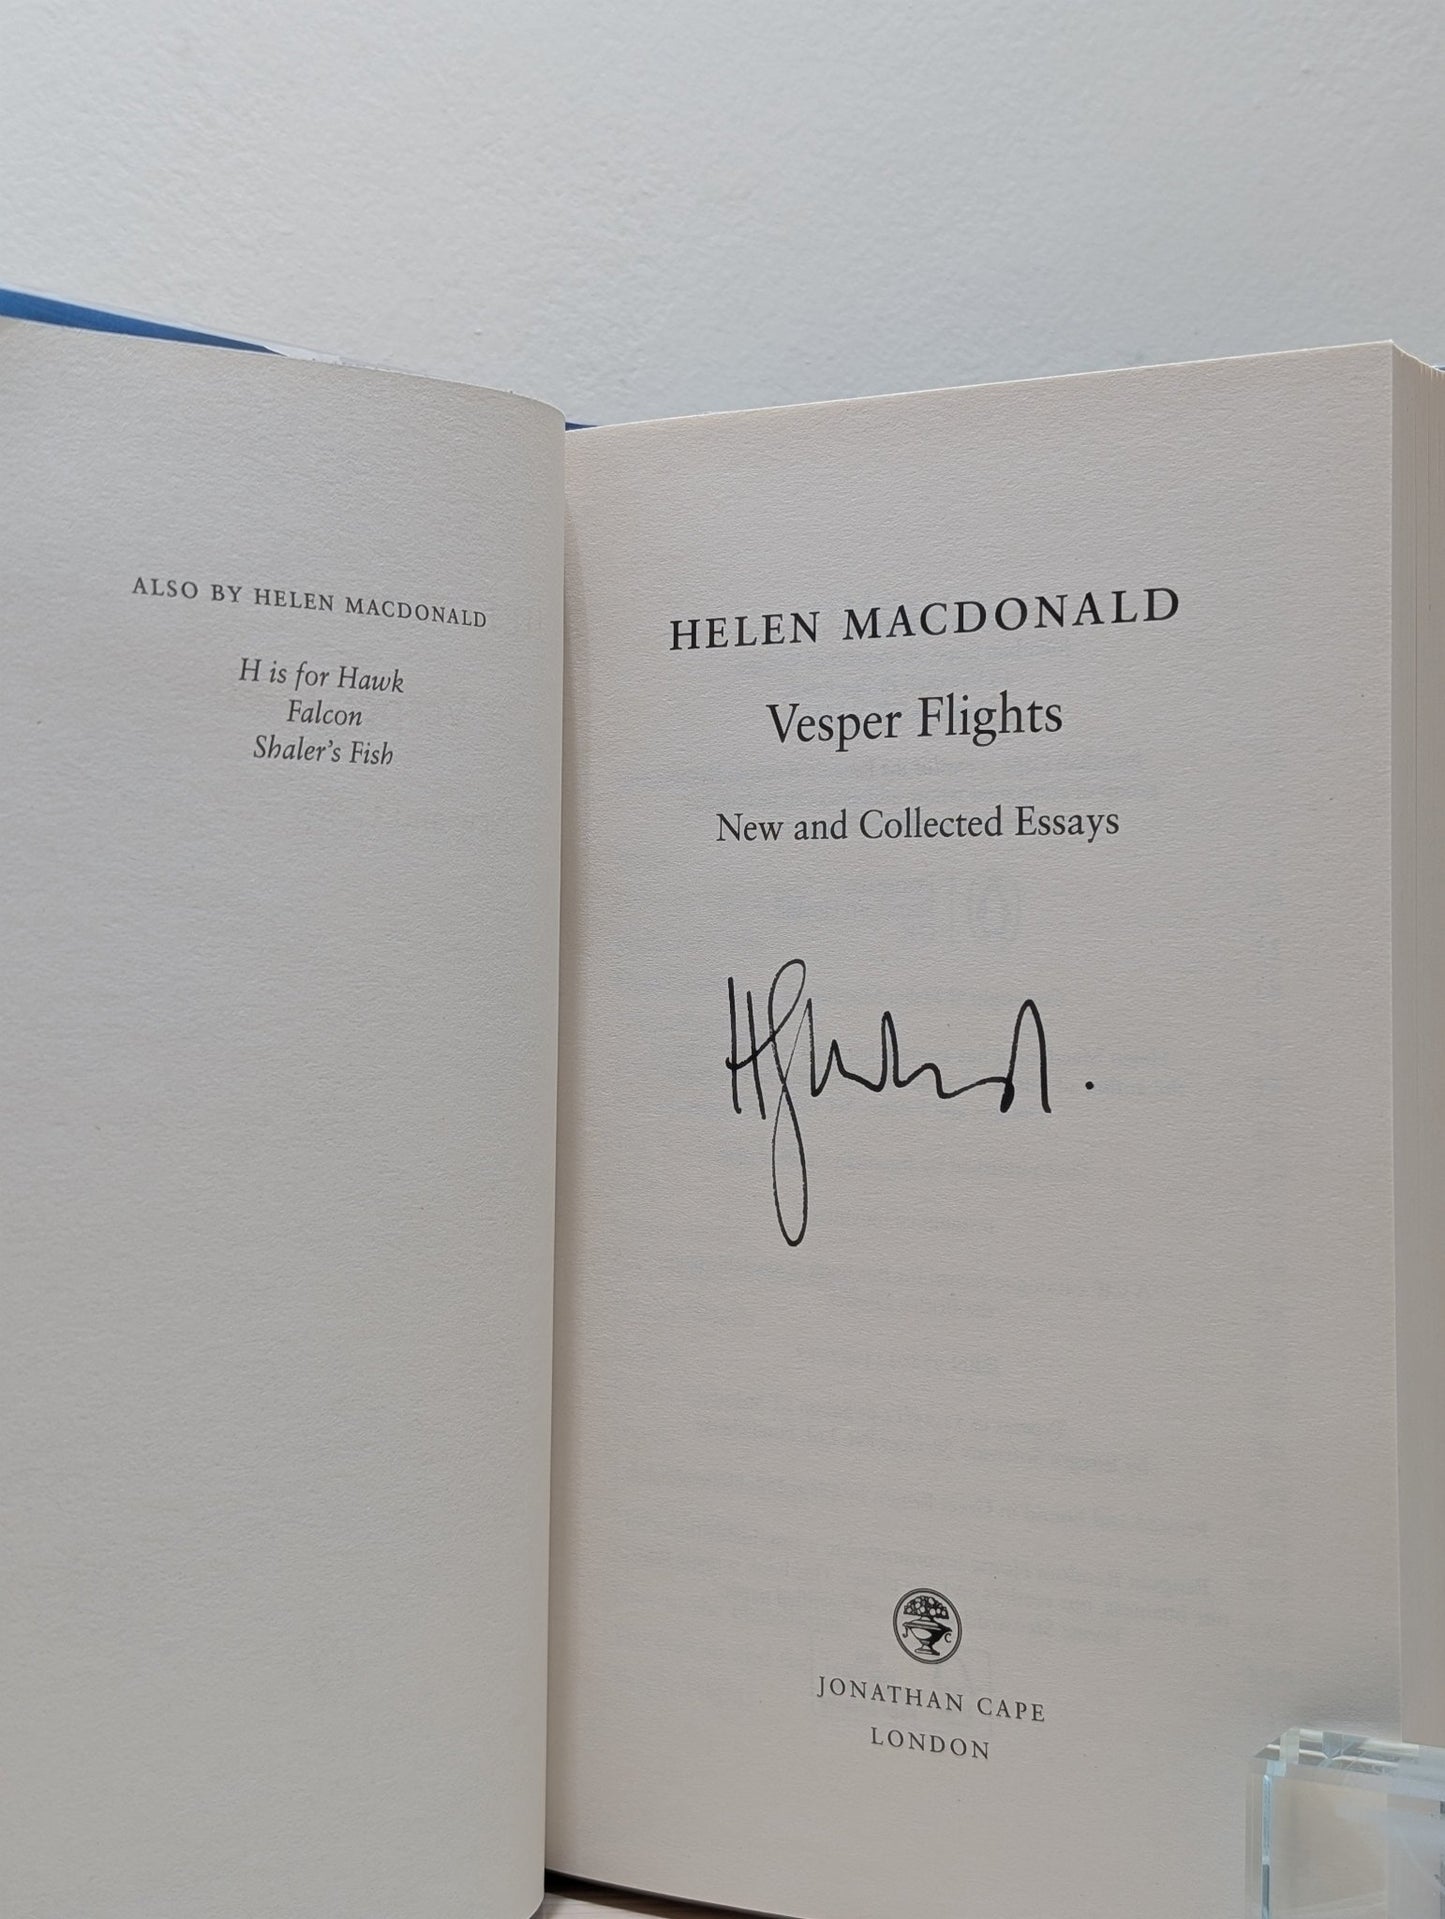 ALSO BY HELEN MACDONALD
H is for Hawk
Falcon
Shaler's Fish
HELEN MACDONALD
Vesper Flights
New and Collected Essays
J C
JONATHAN CAPE
LONDON